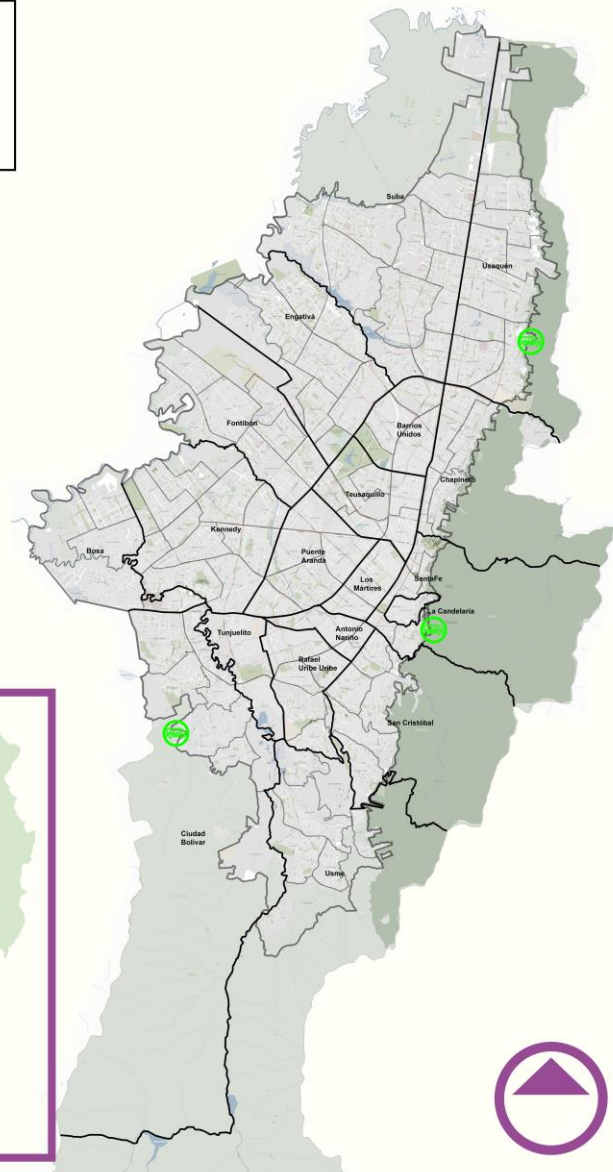 Suba
Usaquén
Engativá
Fontibón
Barrios
Unidos
Teusaquillo
Chapinero
Kennedy
Bosa
Puente
Aranda
Los
Mártires
SantaFe
La Candelaria
Tunjuelito
Antonio
Nariño
Rafael
Uribe Uribe
San Cristóbal
Ciudad
Bolívar
Usme